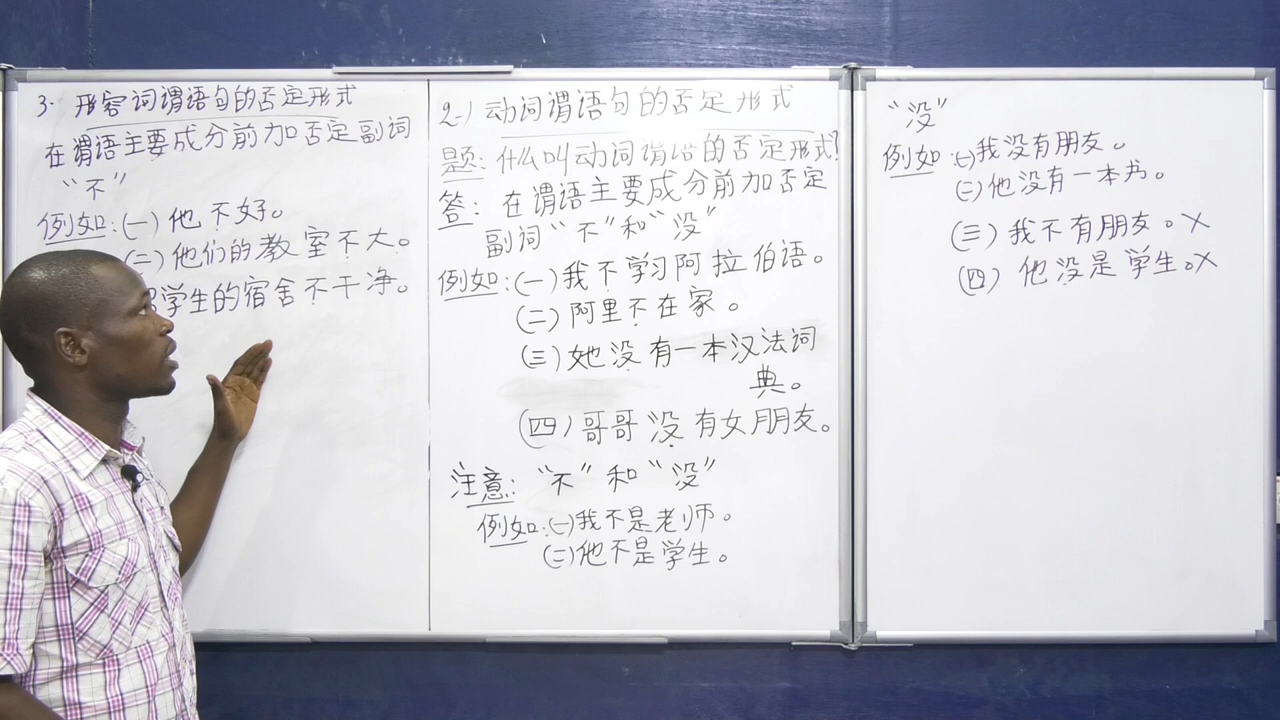 3. 形容词谓语句的否定形式
在谓语主要成分前加否定副词
“不”
例如:(一)他不好。
(二)他们的教室不大。
学生的宿舍不干净。
2.) 动词谓语句的否定形式
题: 什么叫动词谓语的否定形式?
答: 在谓语主要成分前加否定
副词“不”和“没”
例如:(一)我不学习阿拉伯语。
(二)阿里不在家。
(三)她没有一本汉法词
典。
(四)哥哥没有女朋友。
注意: “不”和“没”
例如:(一)我不是老师。
(二)他不是学生。
“没”
例如:(一)我没有朋友。
(二)他没有一本书。
(三)我不有朋友。X
(四)他没是学生。X